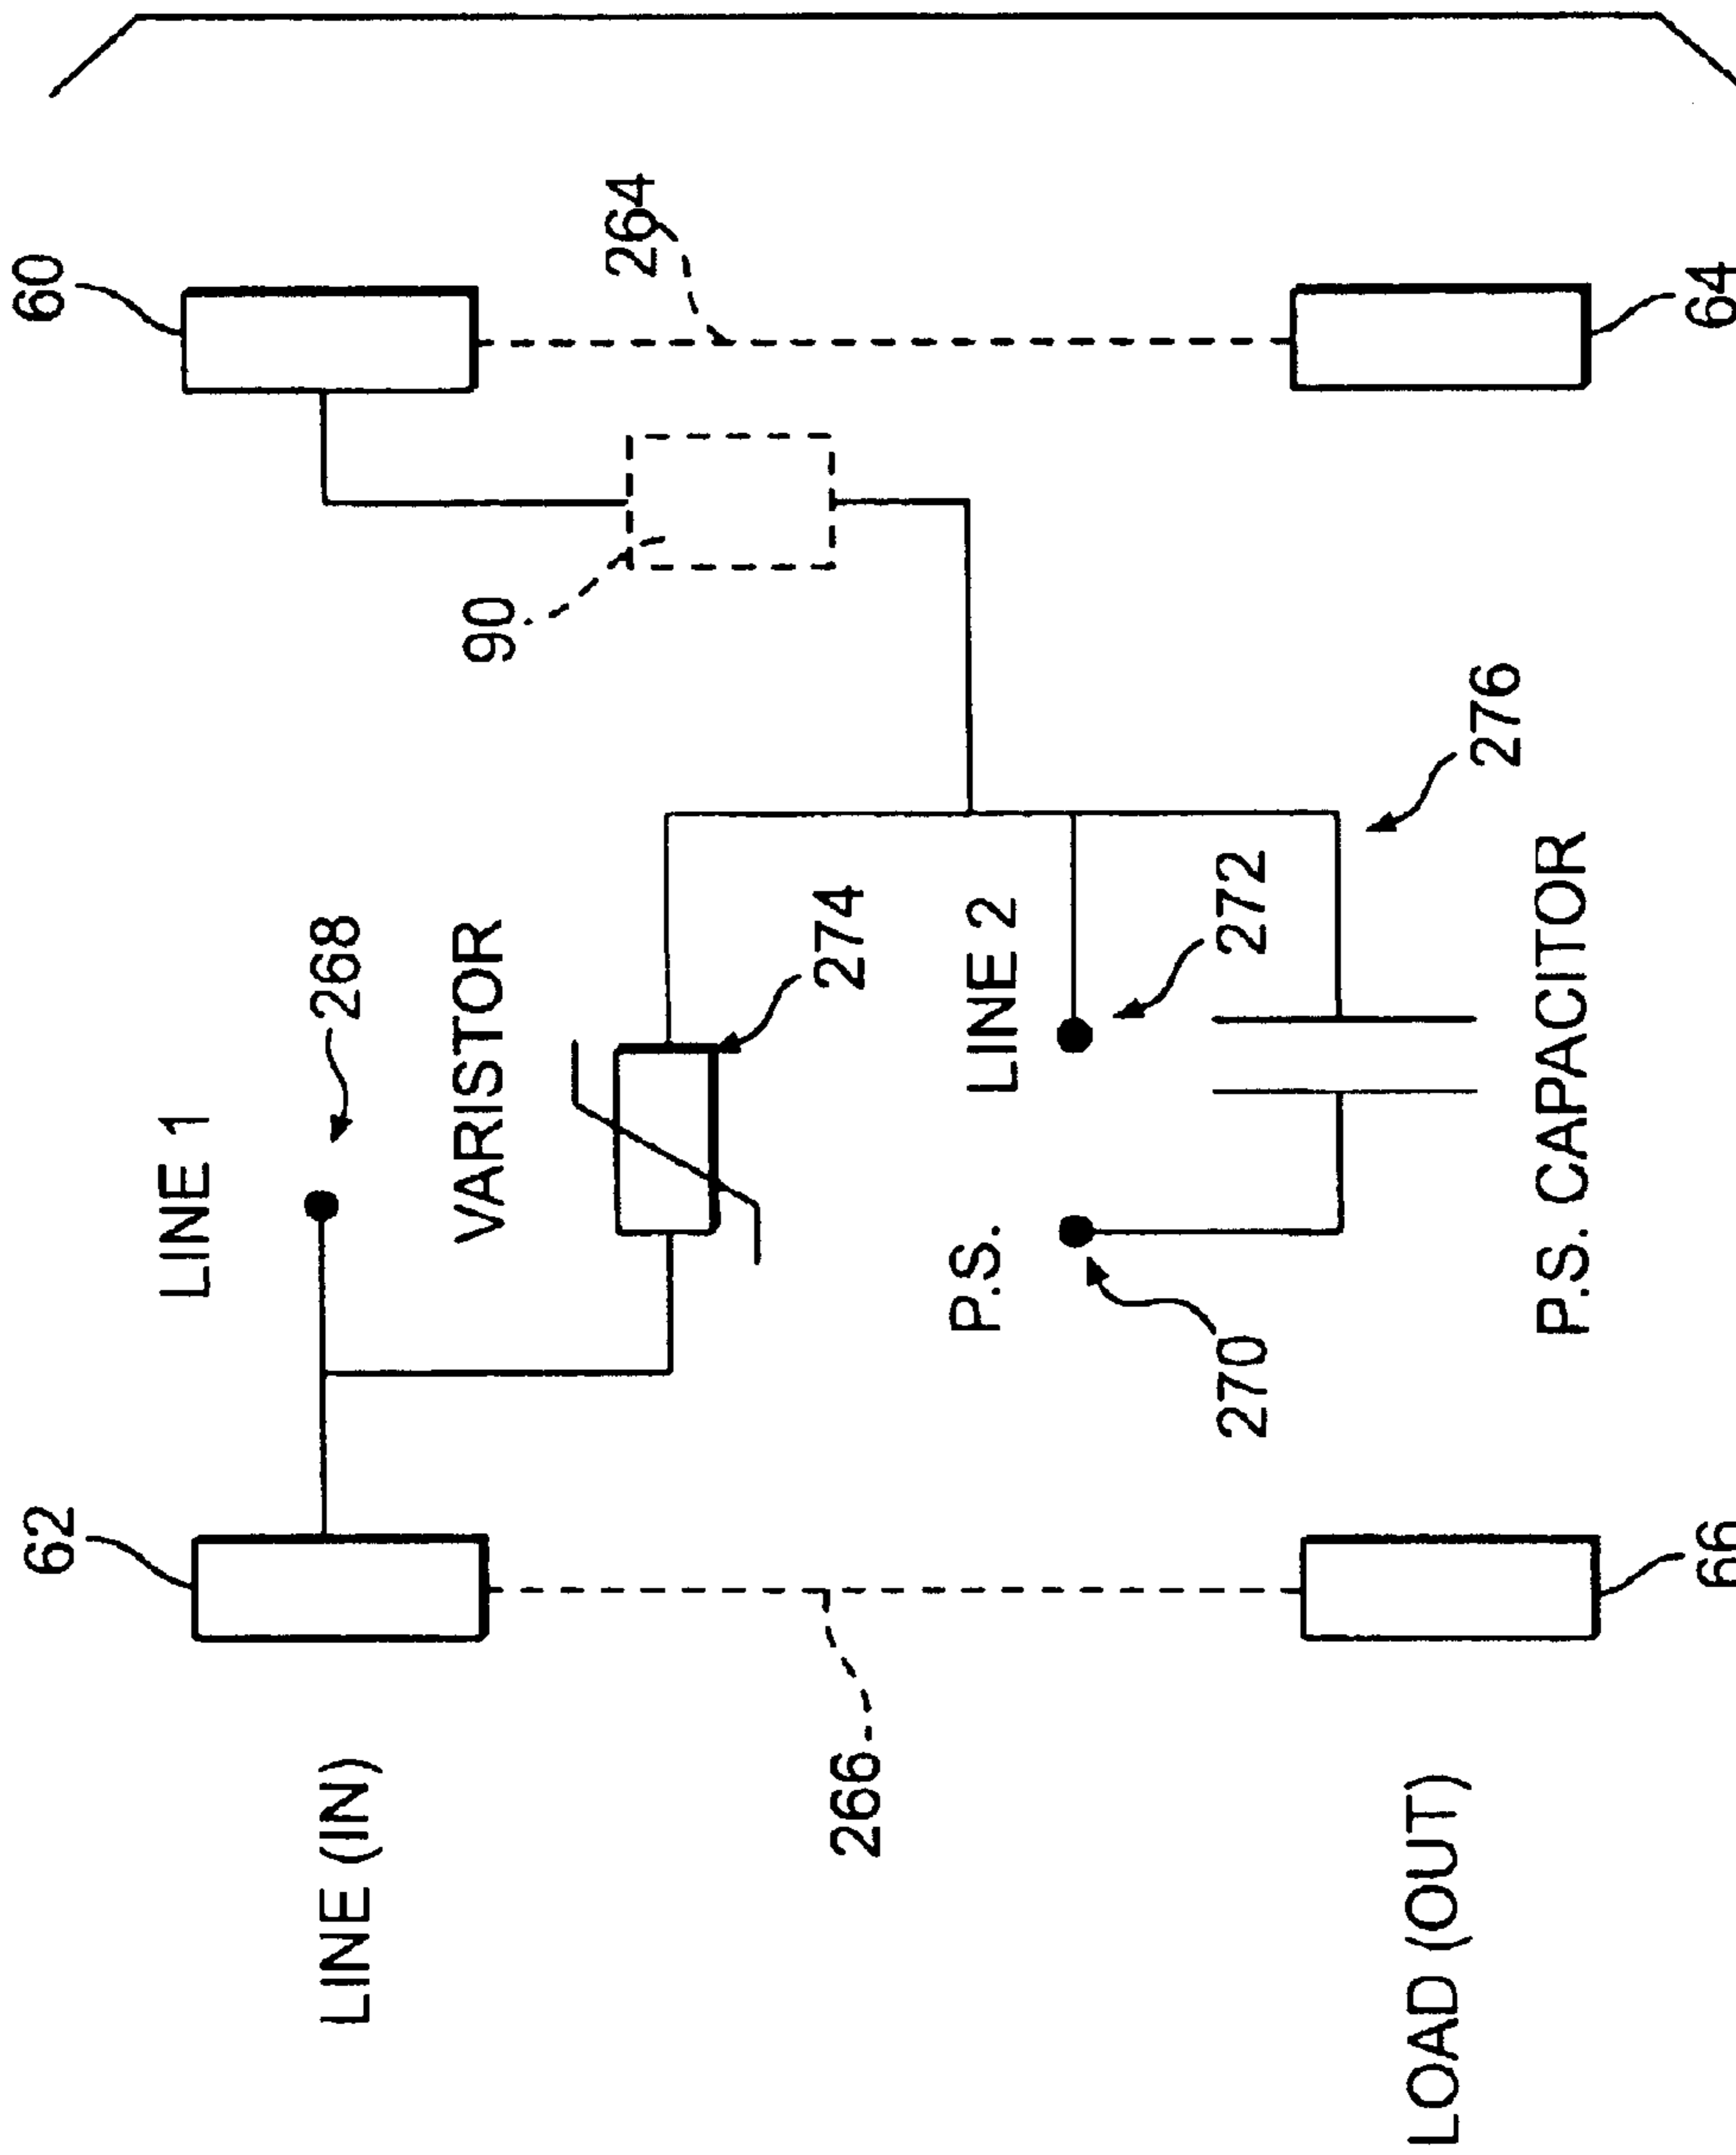 62
60
LINE 1
LINE (IN)
268
VARISTOR
90
264
266
274
P.S.
LINE 2
270
272
LOAD (OUT)
276
P.S. CAPACITOR
66
64